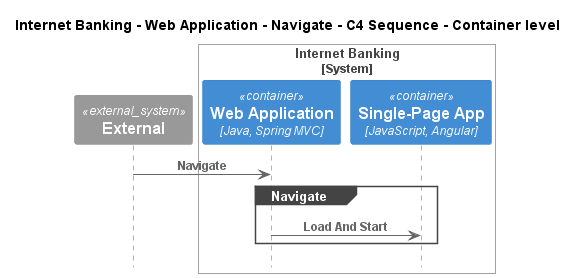 Internet Banking - Web Application - Navigate - C4 Sequence - Container level
Internet Banking
[System]
«external_system»
External
«container»
Web Application
[Java, Spring MVC]
«container»
Single-Page App
[JavaScript, Angular]
Navigate
Navigate
Load And Start